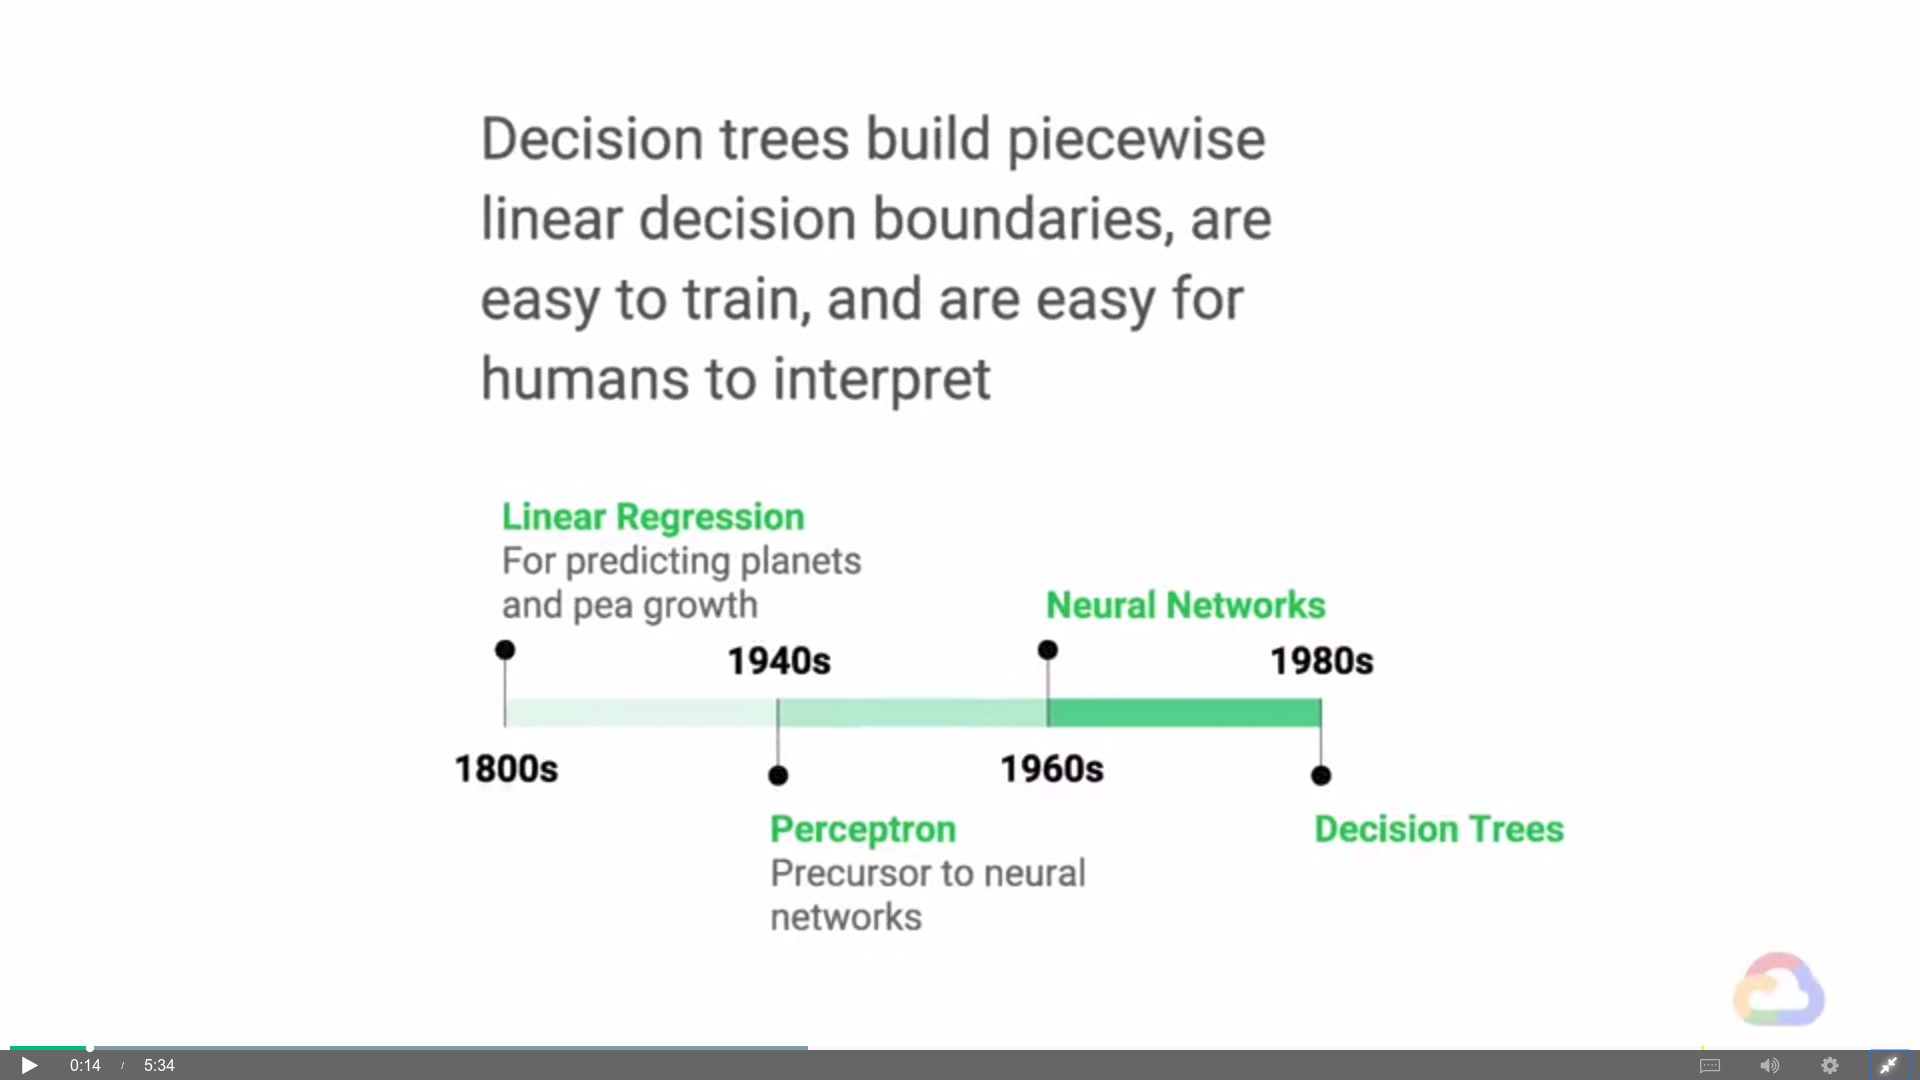 Decision trees build piecewise
linear decision boundaries, are
easy to train, and are easy for
humans to interpret
Linear Regression
For predicting planets
and pea growth
Neural Networks
1940s
1980s
1800s
1960s
Perceptron
Precursor to neural
networks
Decision Trees
0:14 / 5:34